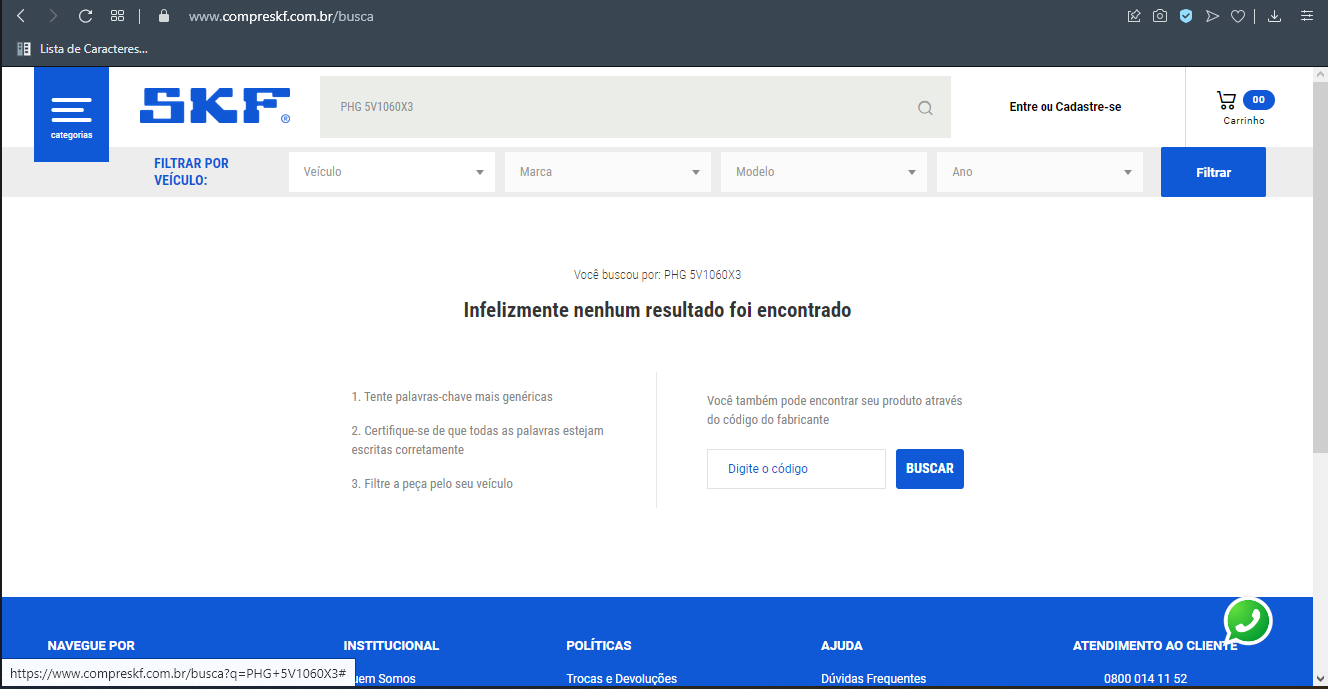 www.compreskf.com.br/busca
Lista de Caracteres...
categorias
SKF®
PHG 5V1060X3
Entre ou Cadastre-se
00
Carrinho
FILTRAR POR
VEÍCULO:
Veículo
Marca
Modelo
Ano
Filtrar
Você buscou por: PHG 5V1060X3
Infelizmente nenhum resultado foi encontrado
1. Tente palavras-chave mais genéricas
2. Certifique-se de que todas as palavras estejam
escritas corretamente
3. Filtre a peça pelo seu veículo
Você também pode encontrar seu produto através
do código do fabricante
Digite o código
BUSCAR
NAVEGUE POR
INSTITUCIONAL
POLÍTICAS
AJUDA
ATENDIMENTO AO CLIENTE
https://www.compreskf.com.br/busca?q=PHG+5V1060X3#
uem Somos
Trocas e Devoluções
Dúvidas Frequentes
0800 014 11 52